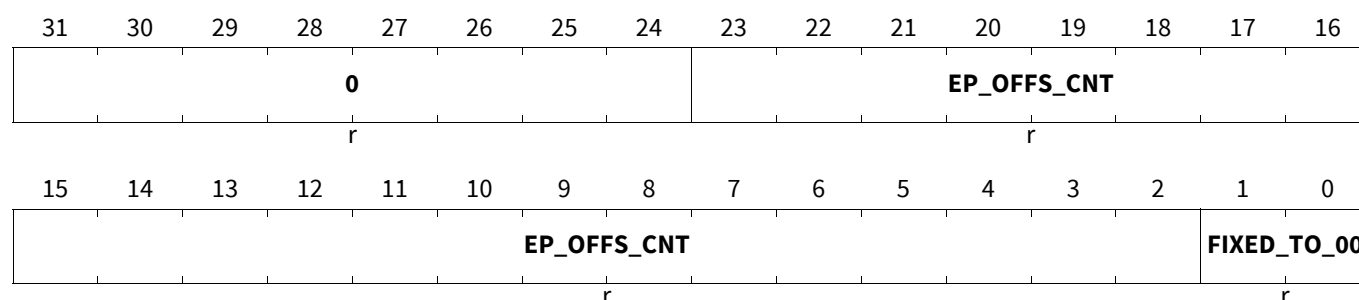 31 30 29 28 27 26 25 24 23 22 21 20 19 18 17 16
0 EP_OFFS_CNT
r r
15 14 13 12 11 10 9 8 7 6 5 4 3 2 1 0
EP_OFFS_CNT FIXED_TO_00
r r